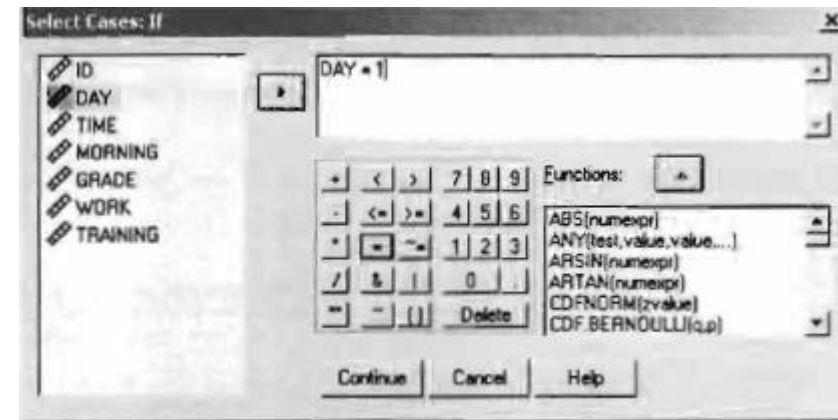 Select Cases: If
ID
DAY
TIME
MORNING
GRADE
WORK
TRAINING
DAY = 1
+ < > 7 8 9
- <= >= 4 5 6
* = ~= 1 2 3
/ & | 0 .
** ~ () Delete
Functions:
ABS(numexpr)
ANY(test,value,value,...)
ARSIN(numexpr)
ARTAN(numexpr)
CDFNORM(zvalue)
CDF.BERNOULLI(q,p)
Continue Cancel Help